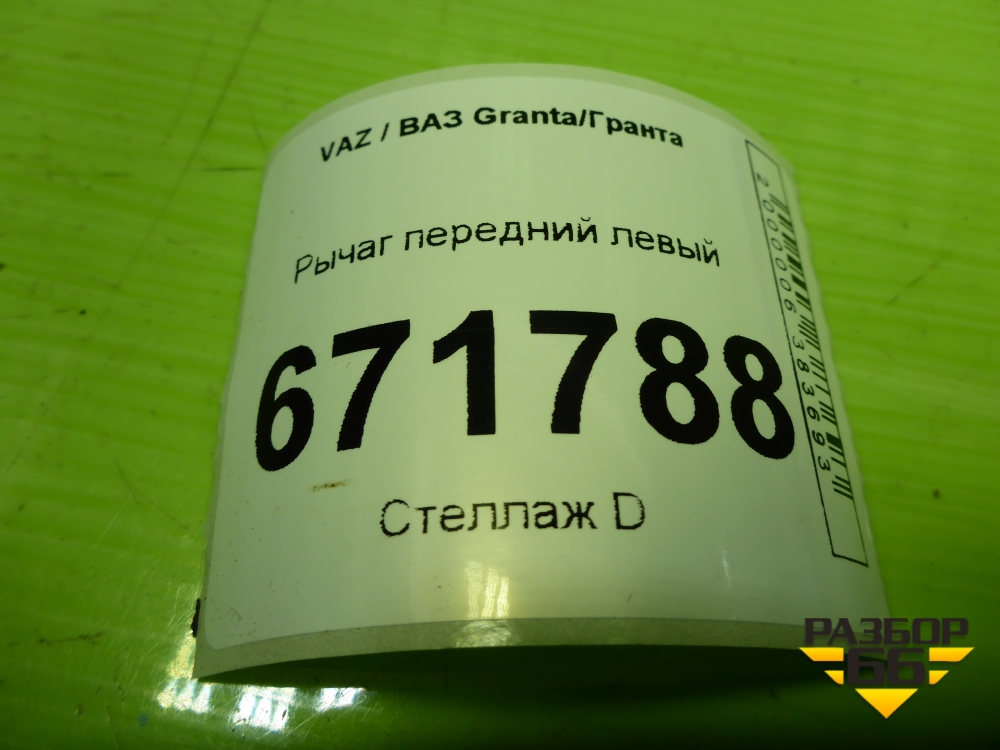 VAZ / ВАЗ Granta/Гранта
Рычаг передний левый
671788
Стеллаж D
2000006383693
РАЗБОР
66